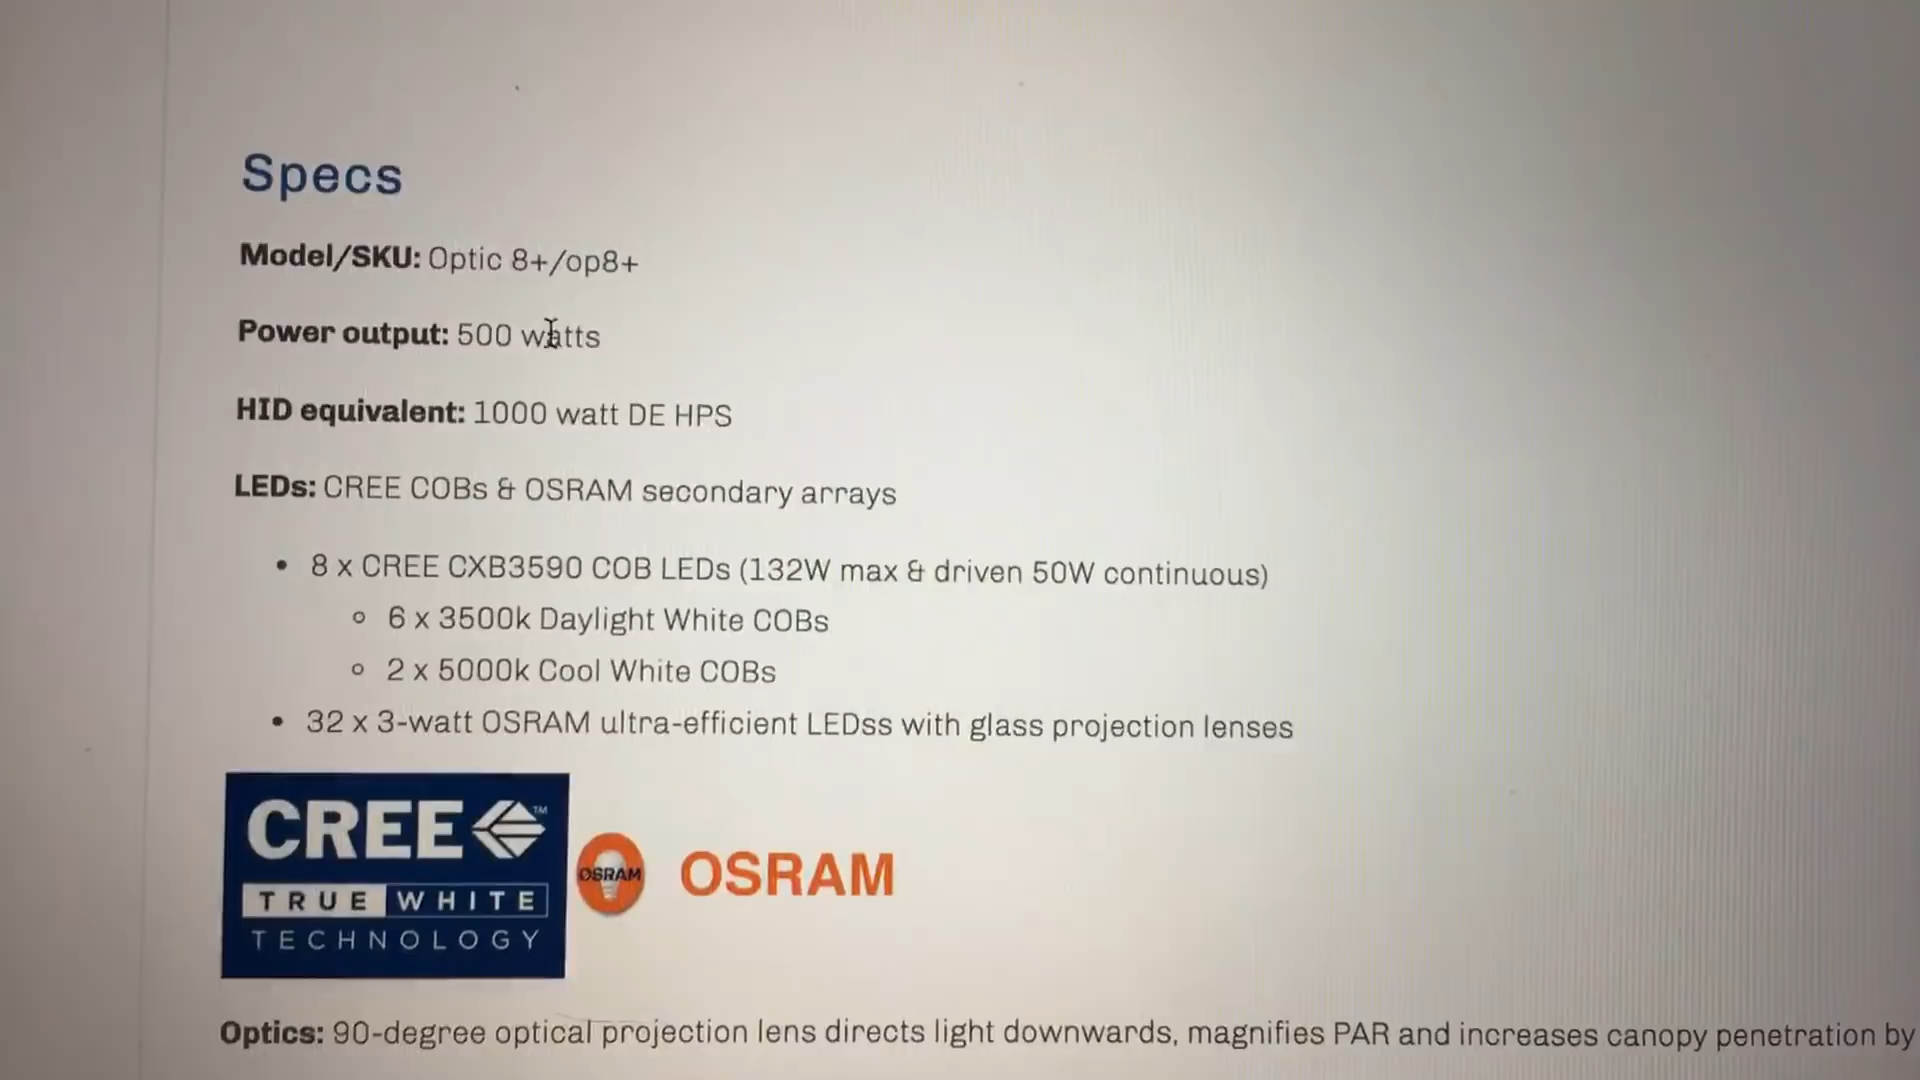 Specs
Model/SKU: Optic 8+/op8+
Power output: 500 watts
HID equivalent: 1000 watt DE HPS
LEDs: CREE COBs & OSRAM secondary arrays
• 8 x CREE CXB3590 COB LEDs (132W max & driven 50W continuous)
○ 6 x 3500k Daylight White COBs
○ 2 x 5000k Cool White COBs
• 32 x 3-watt OSRAM ultra-efficient LEDss with glass projection lenses
CREE™
TRUE WHITE
TECHNOLOGY
OSRAM OSRAM
Optics: 90-degree optical projection lens directs light downwards, magnifies PAR and increases canopy penetration by